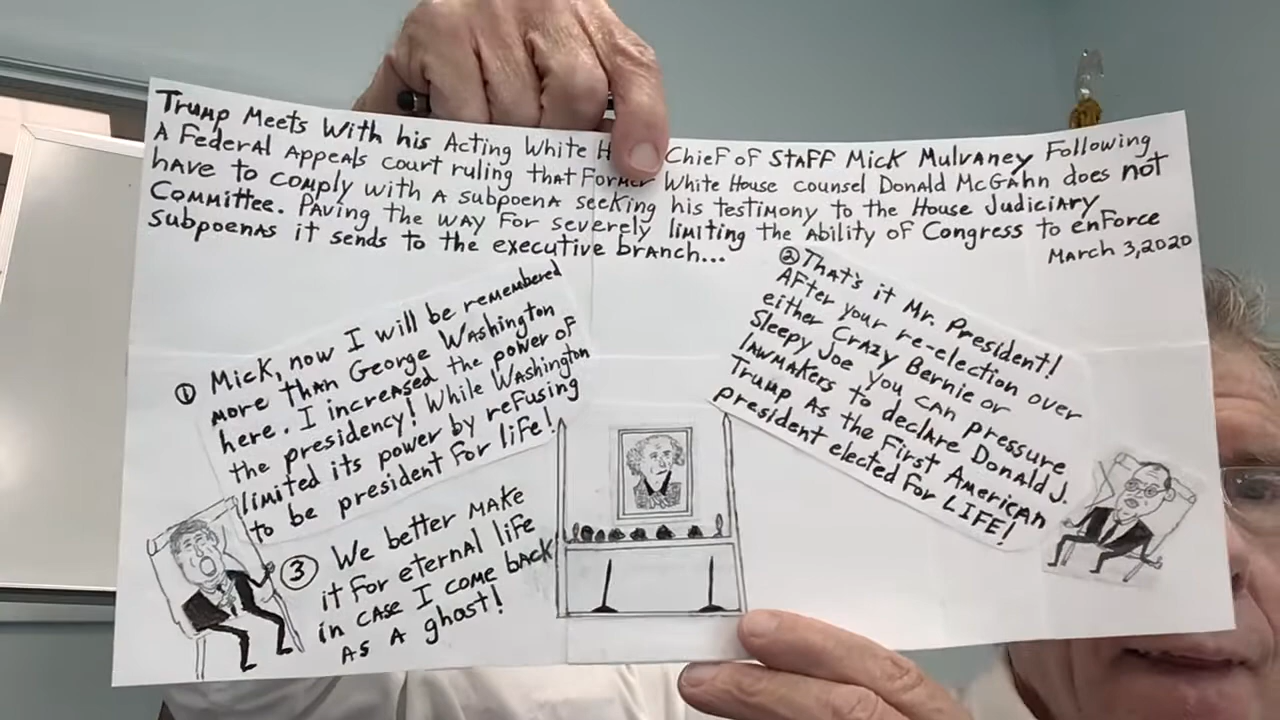 Trump Meets With his Acting White H Chief of Staff Mick Mulvaney Following
A Federal Appeals court ruling that Former White House counsel Donald McGahn does not
have to comply with a subpoena seeking his testimony to the House Judiciary
Committee. Paving the way for severely limiting the ability of Congress to enforce
subpoenas it sends to the executive branch...
March 3, 2020
① Mick, now I will be remembered
more than George Washington
here. I increased the power of
the presidency! While Washington
limited its power by refusing
to be president for life!
② That's it Mr. President!
After your re-election over
either Crazy Bernie or
Sleepy Joe you can pressure
lawmakers to declare Donald J.
Trump as the First American
president elected for LIFE!
③ We better make
it for eternal life
in case I come back
as a ghost!